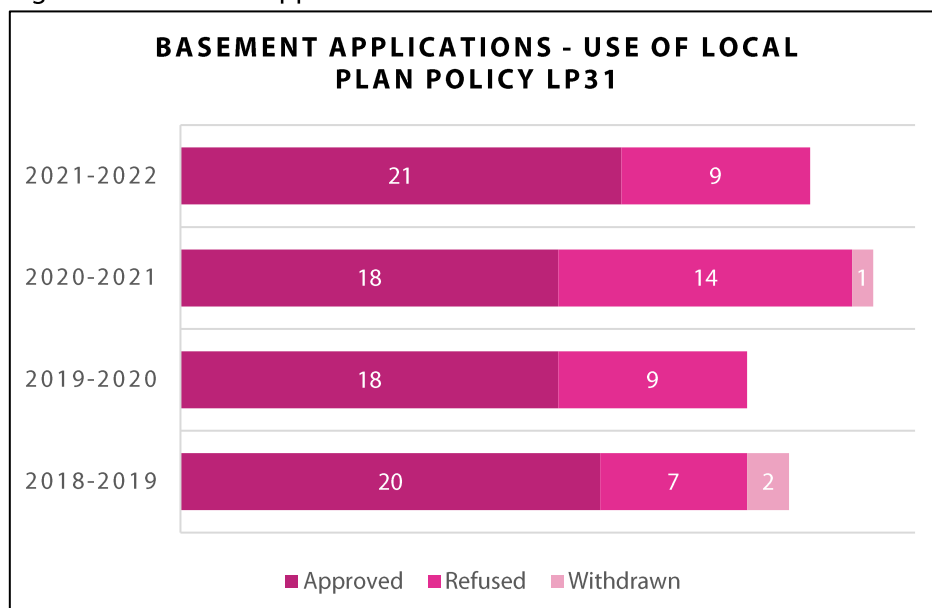 BASEMENT APPLICATIONS - USE OF LOCAL
PLAN POLICY LP31
2021-2022 21 9
2020-2021 18 14 1
2019-2020 18 9
2018-2019 20 7 2
Approved Refused Withdrawn